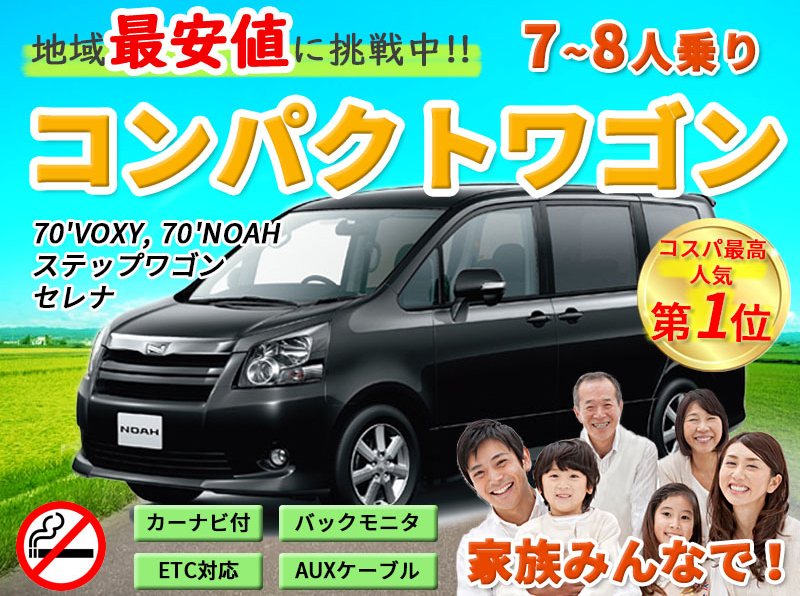 地域最安値に挑戦中!!
7~8人乗り
コンパクトワゴン
70'VOXY, 70'NOAH
ステップワゴン
セレナ
コスパ最高
人気
第1位
NOAH
カーナビ付
バックモニタ
ETC対応
AUXケーブル
家族みんなで！